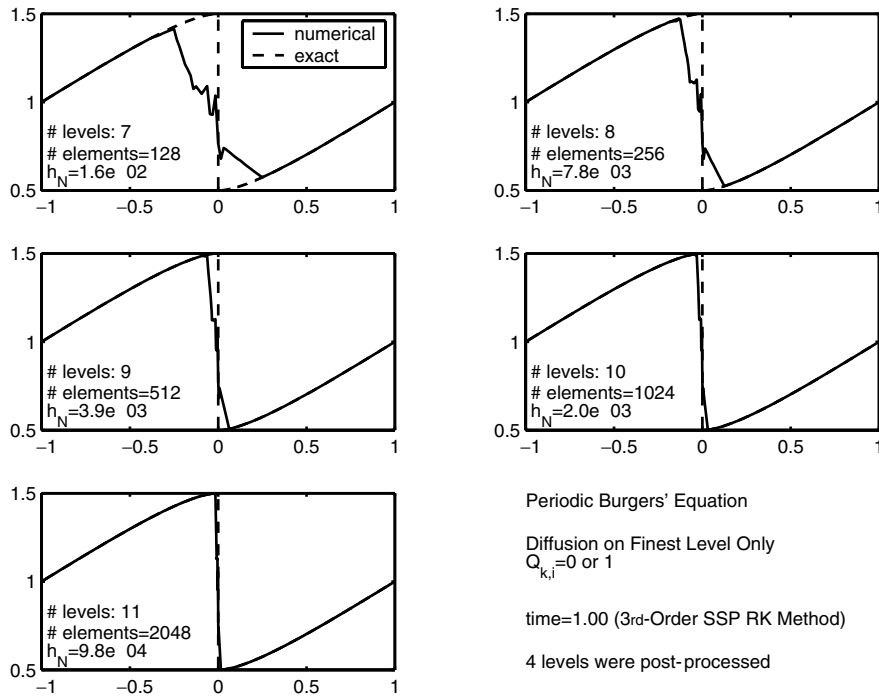 1.5
1
0.5
−1 −0.5 0 0.5 1
numerical
exact
# levels: 7
# elements=128
h_N=1.6e 02
1.5
1
0.5
−1 −0.5 0 0.5 1
# levels: 8
# elements=256
h_N=7.8e 03
1.5
1
0.5
−1 −0.5 0 0.5 1
# levels: 9
# elements=512
h_N=3.9e 03
1.5
1
0.5
−1 −0.5 0 0.5 1
# levels: 10
# elements=1024
h_N=2.0e 03
1.5
1
0.5
−1 −0.5 0 0.5 1
# levels: 11
# elements=2048
h_N=9.8e 04
Periodic Burgers' Equation
Diffusion on Finest Level Only
Q_k,i=0 or 1
time=1.00 (3rd-Order SSP RK Method)
4 levels were post-processed